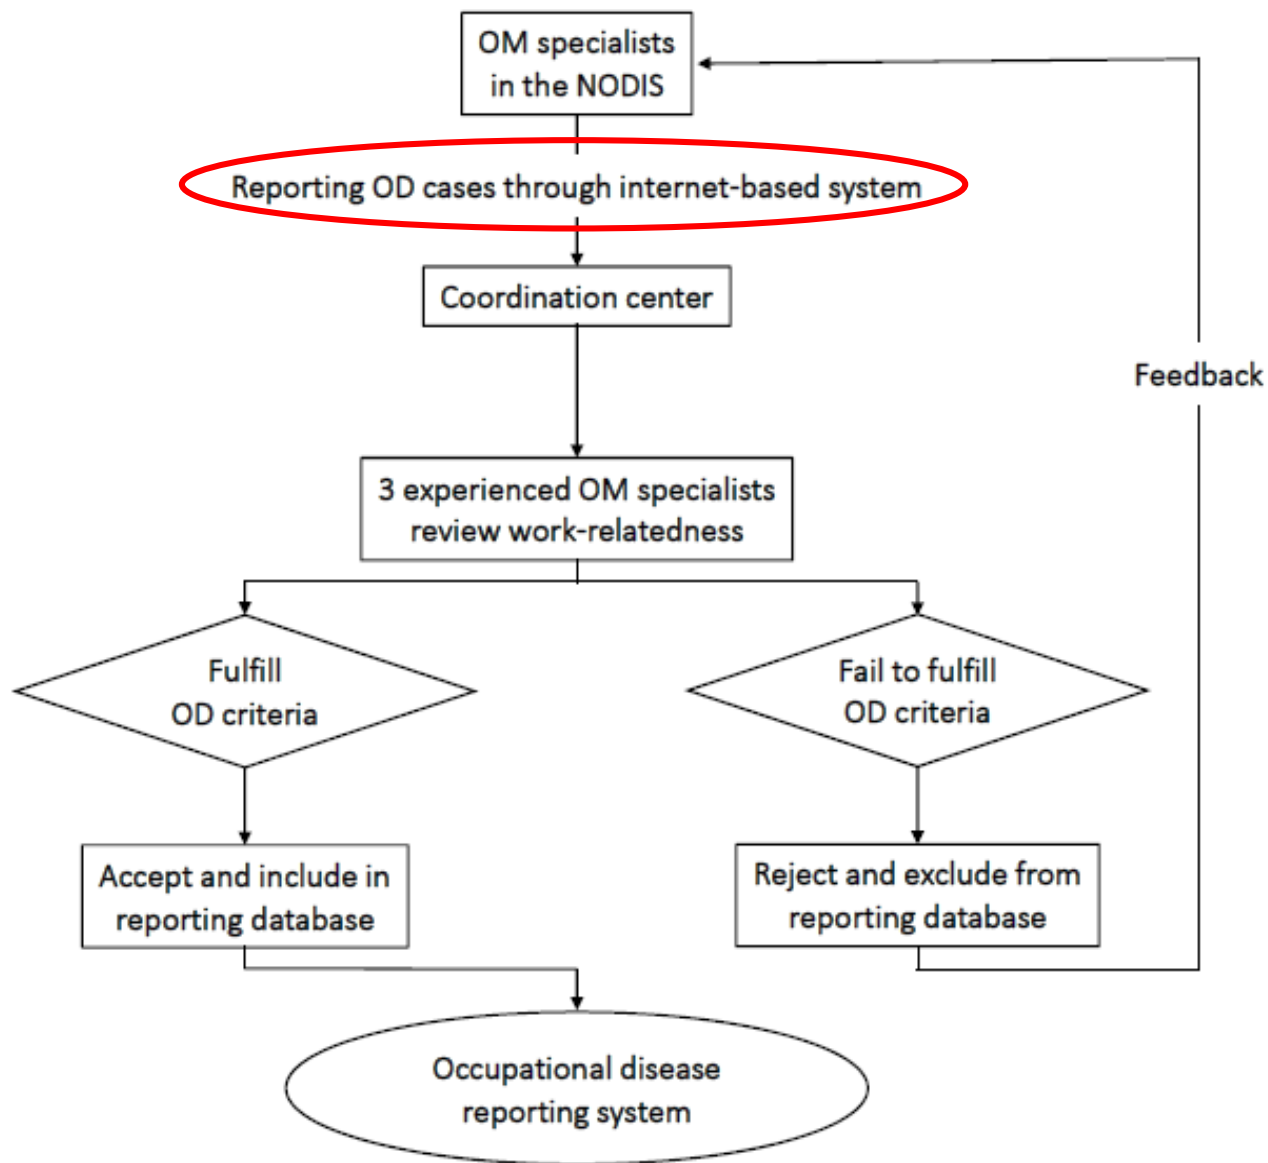 OM specialists
in the NODIS
Reporting OD cases through internet-based system
Coordination center
Feedback
3 experienced OM specialists
review work-relatedness
Fulfill
OD criteria
Fail to fulfill
OD criteria
Accept and include in
reporting database
Reject and exclude from
reporting database
Occupational disease
reporting system